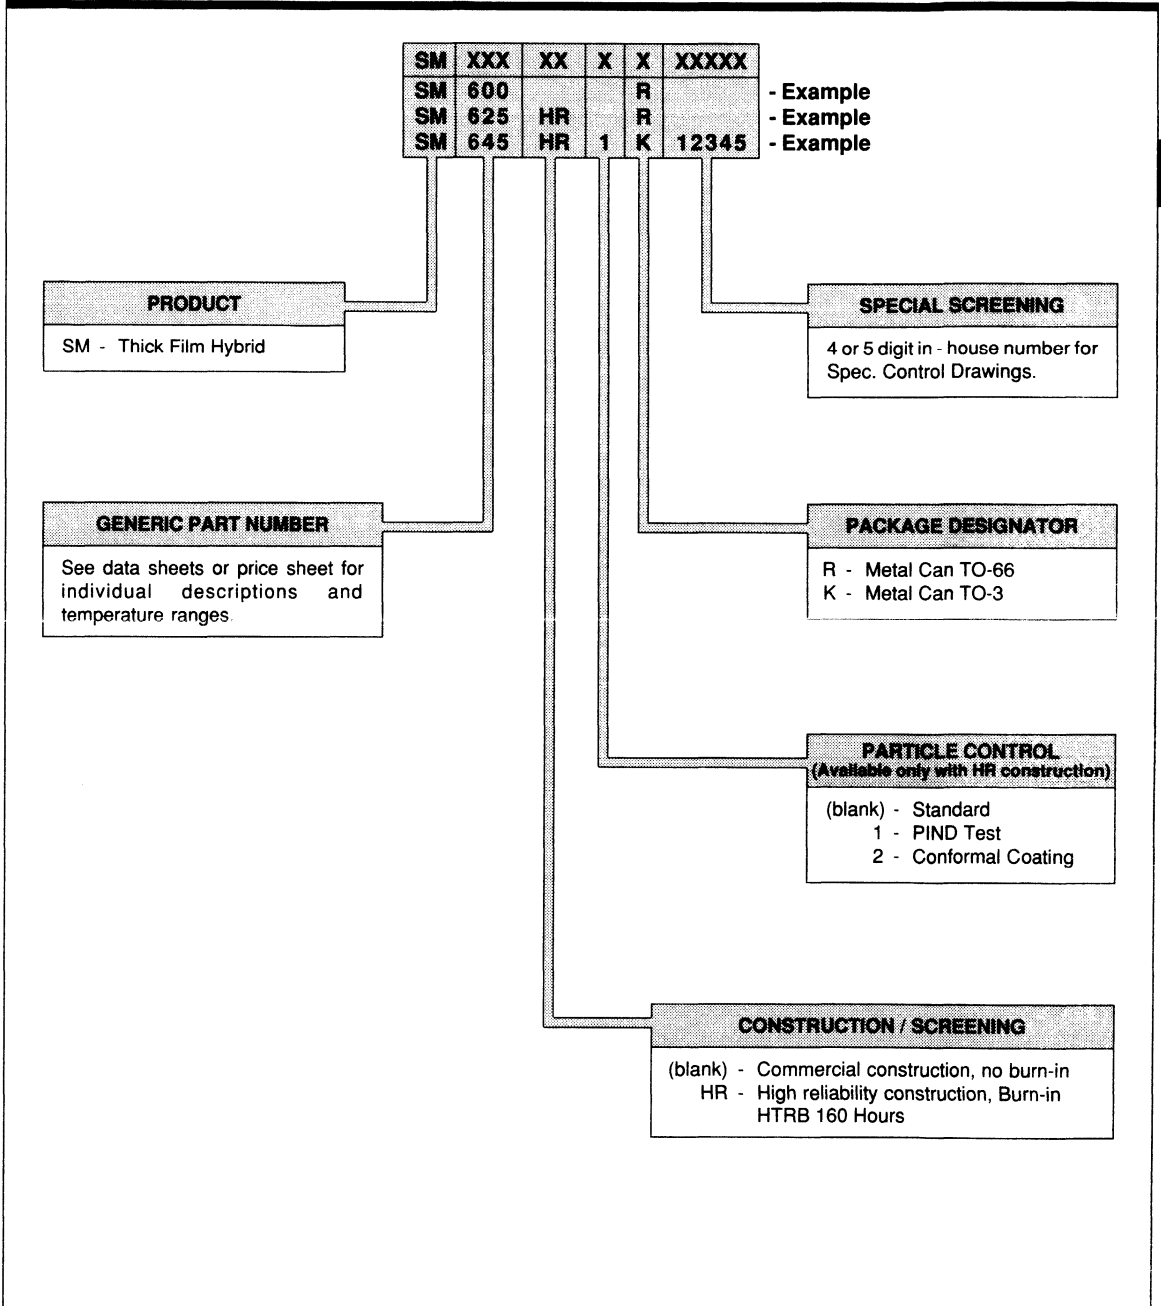 SM XXX XX X X XXXXX
SM 600 R - Example
SM 625 HR R - Example
SM 645 HR 1 K 12345 - Example
PRODUCT
SM - Thick Film Hybrid
SPECIAL SCREENING
4 or 5 digit in - house number for
Spec. Control Drawings.
GENERIC PART NUMBER
See data sheets or price sheet for
individual descriptions and
temperature ranges.
PACKAGE DESIGNATOR
R - Metal Can TO-66
K - Metal Can TO-3
PARTICLE CONTROL
(Available only with HR construction)
(blank) - Standard
1 - PIND Test
2 - Conformal Coating
CONSTRUCTION / SCREENING
(blank) - Commercial construction, no burn-in
HR - High reliability construction, Burn-in
HTRB 160 Hours